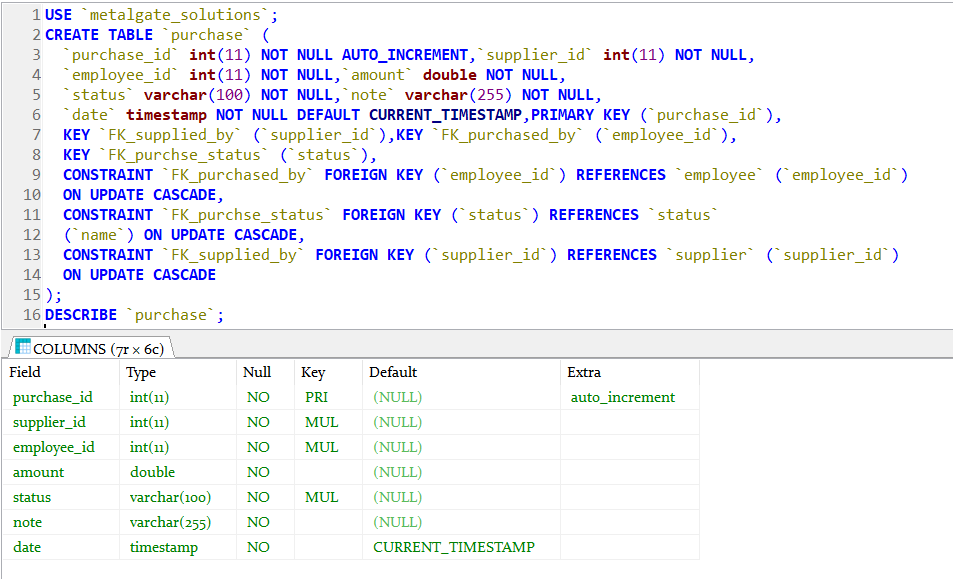 1 USE `metalgate_solutions`;
2 CREATE TABLE `purchase` (
3 `purchase_id` int(11) NOT NULL AUTO_INCREMENT,`supplier_id` int(11) NOT NULL,
4 `employee_id` int(11) NOT NULL,`amount` double NOT NULL,
5 `status` varchar(100) NOT NULL,`note` varchar(255) NOT NULL,
6 `date` timestamp NOT NULL DEFAULT CURRENT_TIMESTAMP,PRIMARY KEY (`purchase_id`),
7 KEY `FK_supplied_by` (`supplier_id`),KEY `FK_purchased_by` (`employee_id`),
8 KEY `FK_purchse_status` (`status`),
9 CONSTRAINT `FK_purchased_by` FOREIGN KEY (`employee_id`) REFERENCES `employee` (`employee_id`)
10 ON UPDATE CASCADE,
11 CONSTRAINT `FK_purchse_status` FOREIGN KEY (`status`) REFERENCES `status`
12 (`name`) ON UPDATE CASCADE,
13 CONSTRAINT `FK_supplied_by` FOREIGN KEY (`supplier_id`) REFERENCES `supplier` (`supplier_id`)
14 ON UPDATE CASCADE
15 );
16 DESCRIBE `purchase`;
COLUMNS (7r × 6c)
Field Type Null Key Default Extra
purchase_id int(11) NO PRI (NULL) auto_increment
supplier_id int(11) NO MUL (NULL)
employee_id int(11) NO MUL (NULL)
amount double NO (NULL)
status varchar(100) NO MUL (NULL)
note varchar(255) NO (NULL)
date timestamp NO CURRENT_TIMESTAMP